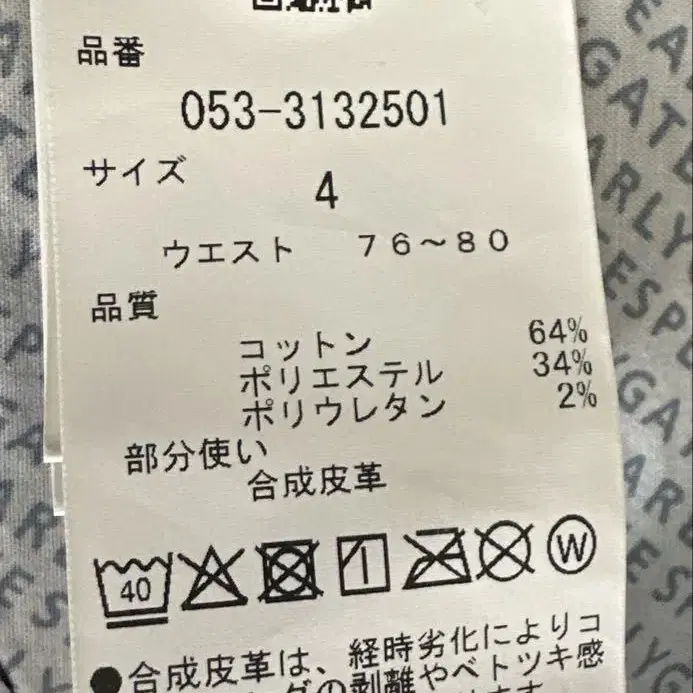 品番
053-3132501
サイズ
4
ウエスト 76~80
品質
コットン 64%
ポリエステル 34%
ポリウレタン 2%
部分使い
合成皮革
40 W
●合成皮革は、経時劣化によりコ
の剥離やベトツキ感